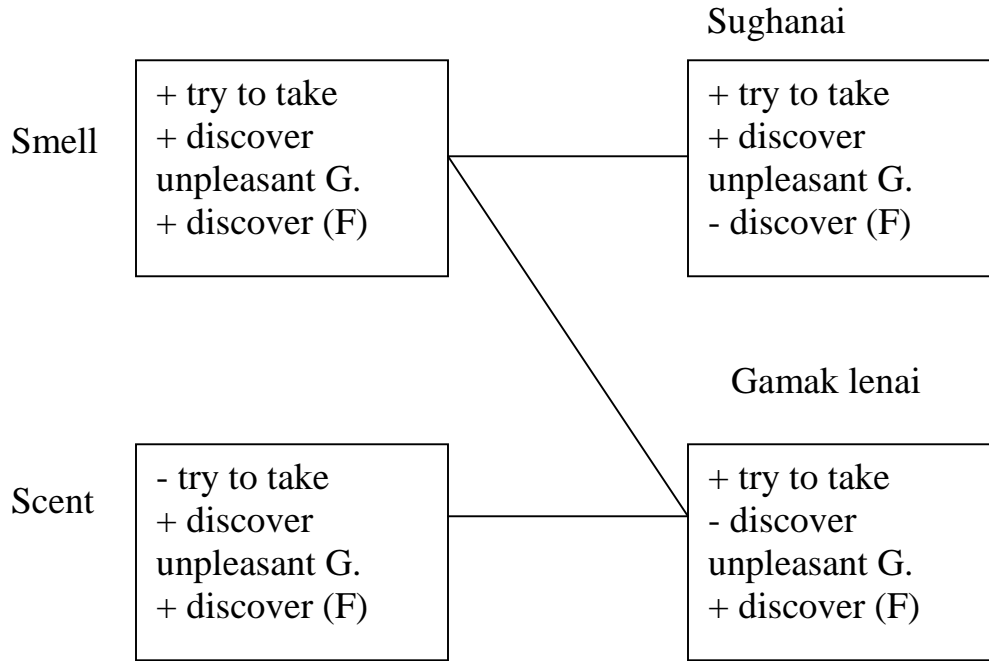 Sughanai
Smell
+ try to take
+ discover
unpleasant G.
+ discover (F)
+ try to take
+ discover
unpleasant G.
- discover (F)
Gamak lenai
Scent
- try to take
+ discover
unpleasant G.
+ discover (F)
+ try to take
- discover
unpleasant G.
+ discover (F)